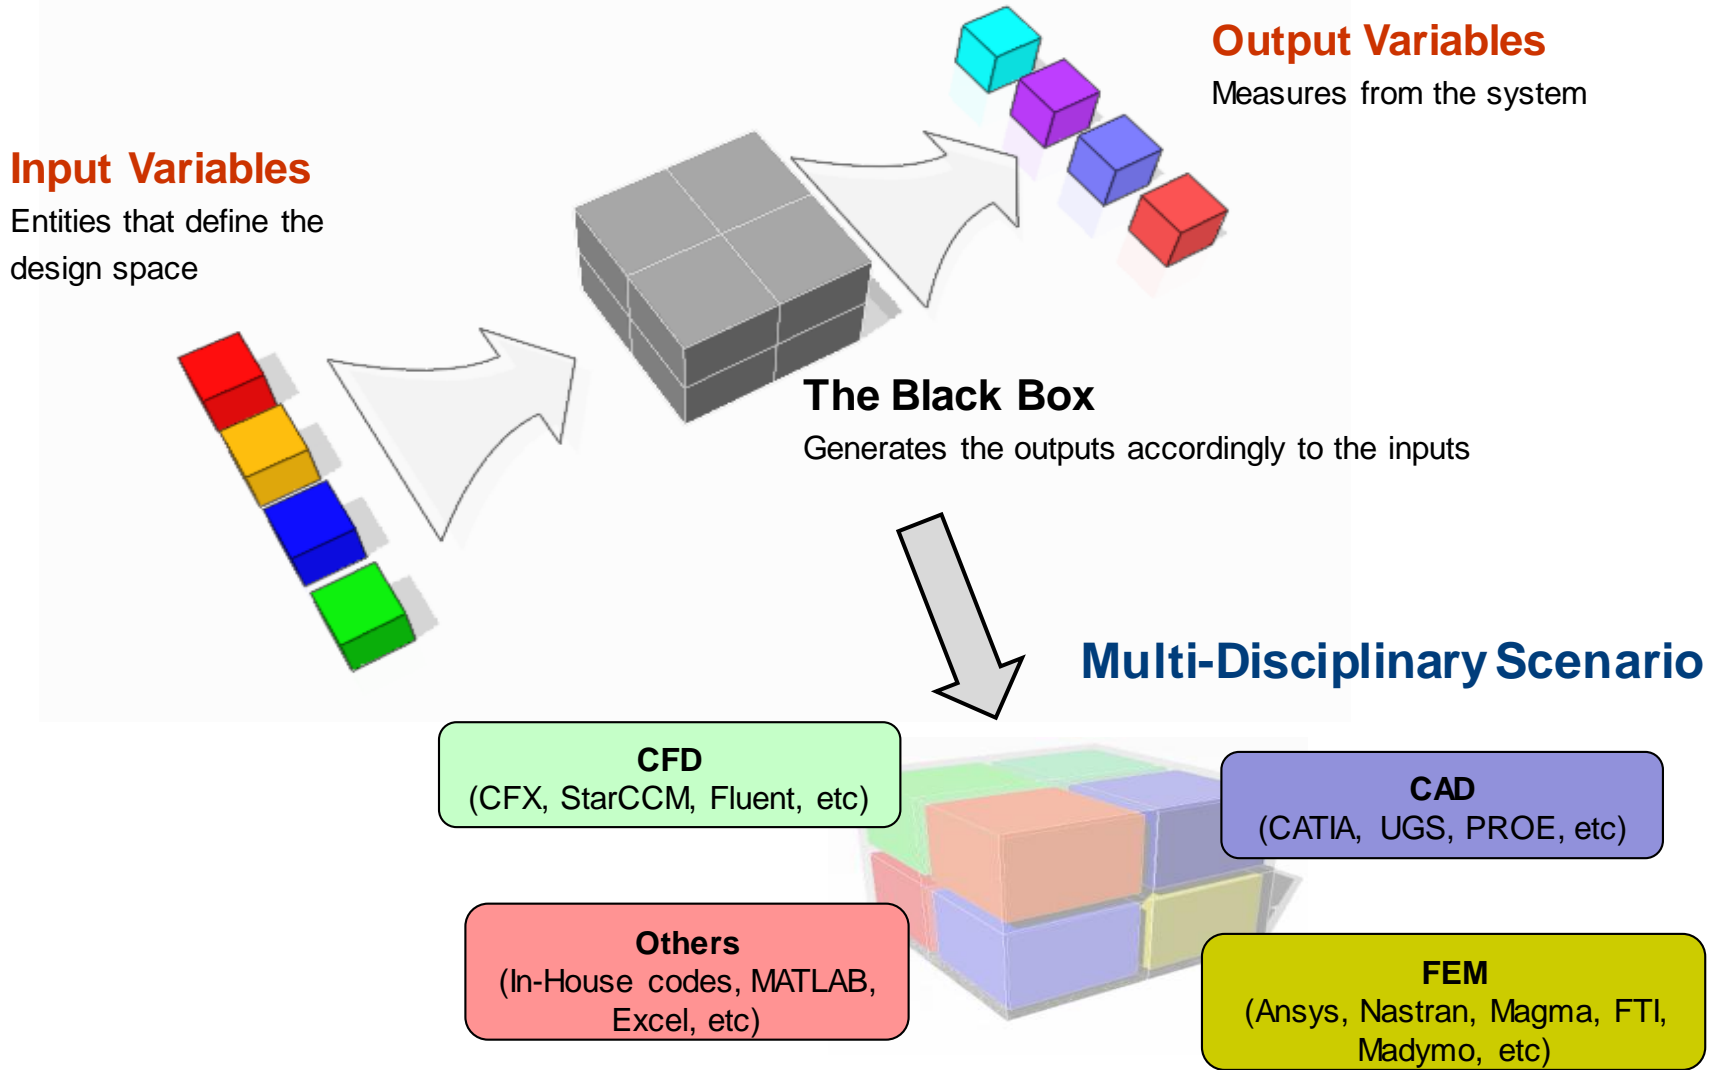 Output Variables
Measures from the system
Input Variables
Entities that define the
design space
The Black Box
Generates the outputs accordingly to the inputs
Multi-Disciplinary Scenario
CFD
(CFX, StarCCM, Fluent, etc)
CAD
(CATIA, UGS, PROE, etc)
Others
(In-House codes, MATLAB,
Excel, etc)
FEM
(Ansys, Nastran, Magma, FTI,
Madymo, etc)